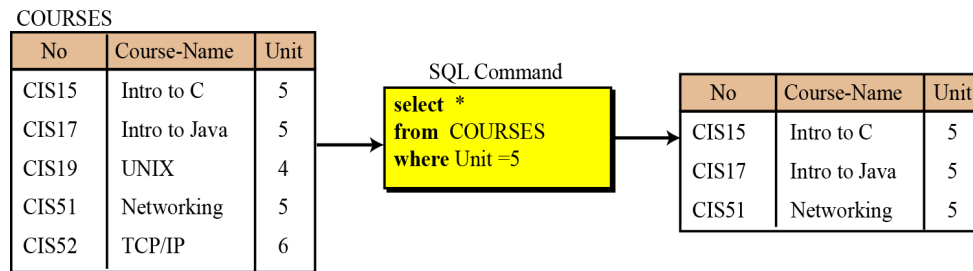 COURSES
No Course-Name Unit
CIS15 Intro to C 5
CIS17 Intro to Java 5
CIS19 UNIX 4
CIS51 Networking 5
CIS52 TCP/IP 6
SQL Command
select *
from COURSES
where Unit =5
No Course-Name Unit
CIS15 Intro to C 5
CIS17 Intro to Java 5
CIS51 Networking 5